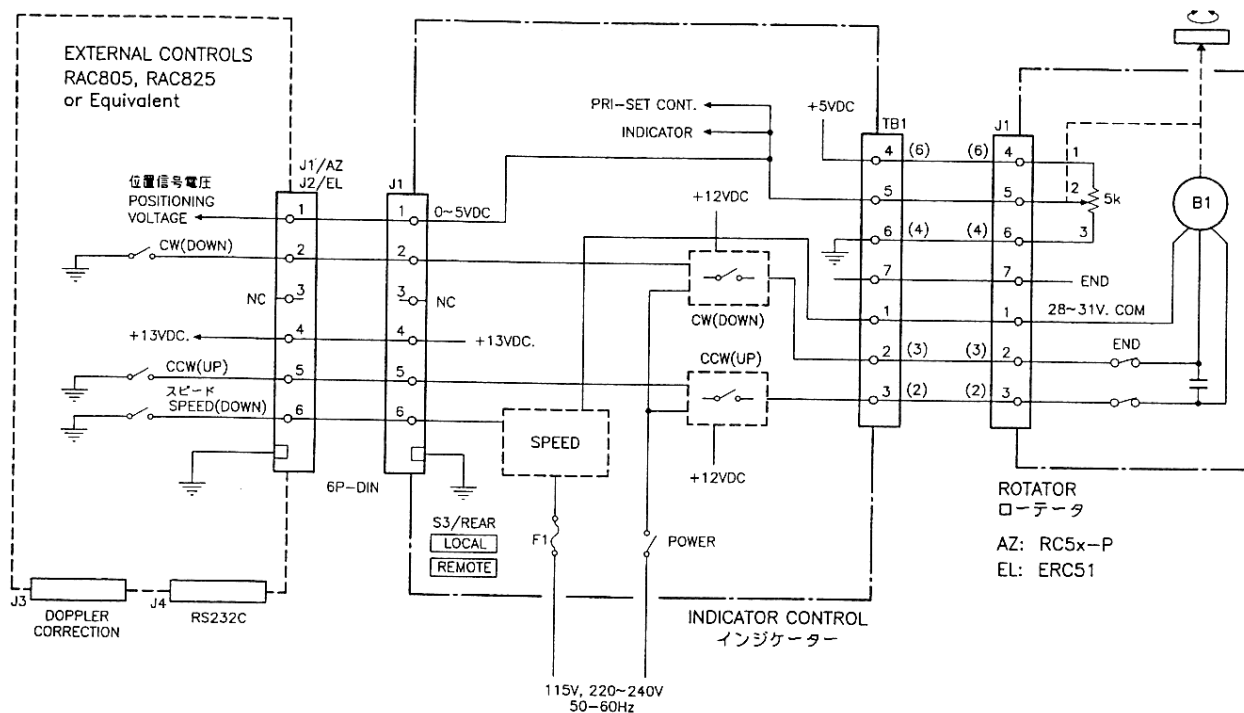 EXTERNAL CONTROLS
RAC805, RAC825
or Equivalent
J1/AZ
J2/EL
位置信号電圧
POSITIONING
VOLTAGE
1
CW(DOWN)
2
NC
3
+13VDC.
4
CCW(UP)
5
スピード
SPEED(DOWN)
6
J3
DOPPLER
CORRECTION
J4
RS232C
J1
1
0~5VDC
2
3
NC
4
+13VDC.
5
6
6P-DIN
S3/REAR
LOCAL
REMOTE
PRI-SET CONT.
INDICATOR
+12VDC
CW(DOWN)
CCW(UP)
+12VDC
SPEED
F1
POWER
115V, 220~240V
50-60Hz
INDICATOR CONTROL
インジケーター
+5VDC
TB1
4 (6)
5
6 (4)
7
1
2 (3)
3 (2)
J1
(6) 4
5
(4) 6
7
1
(3) 2
(2) 3
1
2
3
5k
B1
END
28~31V. COM
END
ROTATOR
ローテータ
AZ: RC5x-P
EL: ERC51